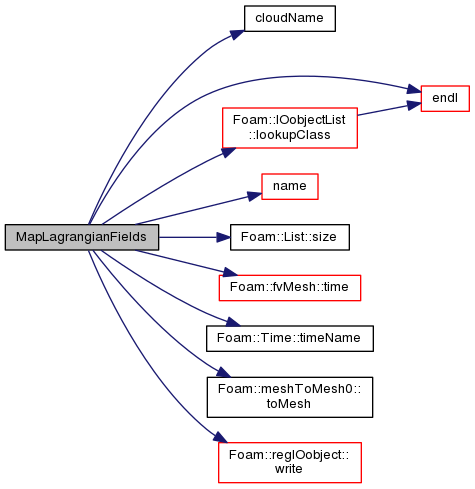 cloudName
endl
Foam::IOobjectList
::lookupClass
name
MapLagrangianFields
Foam::List::size
Foam::fvMesh::time
Foam::Time::timeName
Foam::meshToMesh0::
toMesh
Foam::regIOobject::
write